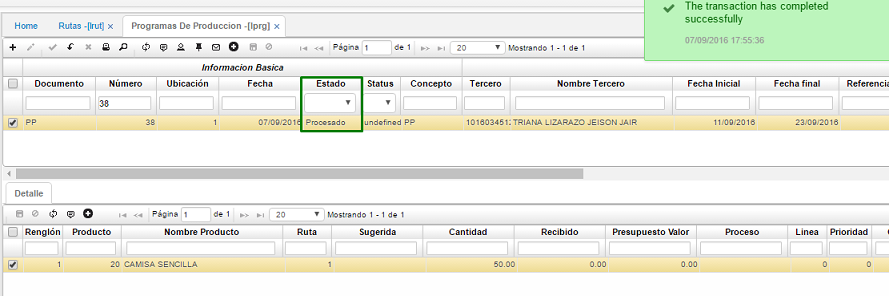 The transaction has completed
successfully
07/09/2016 17:55:36
Home Rutas -[Irut] Programas De Produccion -[Iprg]
Página 1 de 1 20 Mostrando 1 - 1 de 1
Informacion Básica
Documento Número Ubicación Fecha Estado Status Concepto Tercero Nombre Tercero Fecha Inicial Fecha final Referencia
38
PP 38 1 07/09/2016 Procesado undefined PP TRIANA LIZARAZO JEISON JAIR 11/09/2016 23/09/2016
Detalle
Página 1 de 1 20 Mostrando 1 - 1 de 1
Renglón Producto Nombre Producto Ruta Sugerida Cantidad Recibido Presupuesto Valor Proceso Linea Prioridad
1 20 CAMISA SENCILLA 1 50.00 0.00 0.00 0 0